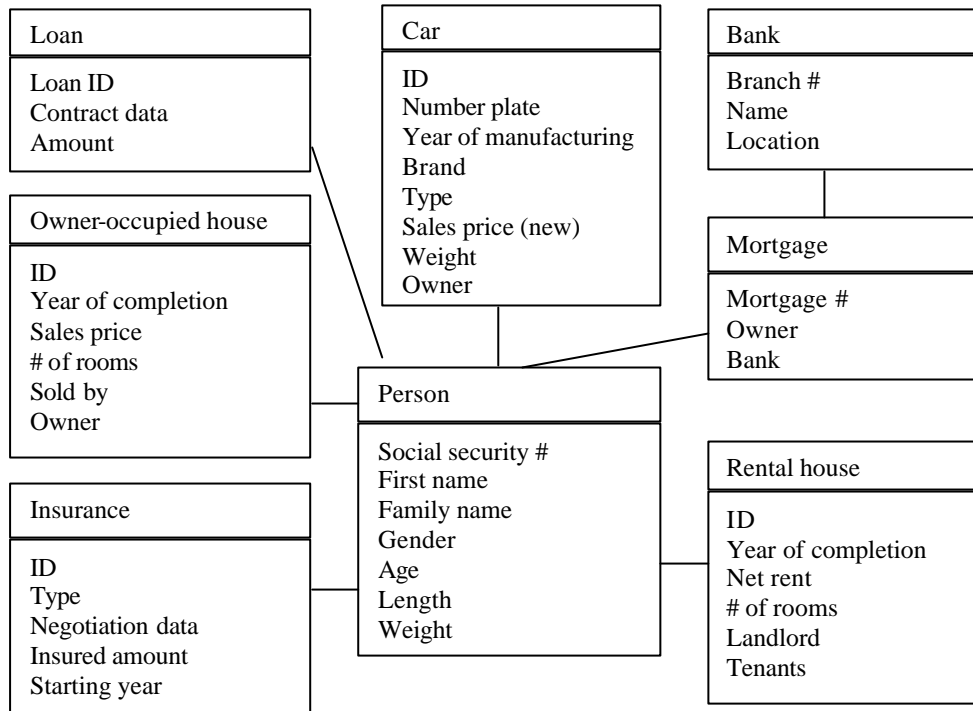 Loan
Loan ID
Contract data
Amount
Car
ID
Number plate
Year of manufacturing
Brand
Type
Sales price (new)
Weight
Owner
Bank
Branch #
Name
Location
Owner-occupied house
ID
Year of completion
Sales price
# of rooms
Sold by
Owner
Mortgage
Mortgage #
Owner
Bank
Person
Social security #
First name
Family name
Gender
Age
Length
Weight
Insurance
ID
Type
Negotiation data
Insured amount
Starting year
Rental house
ID
Year of completion
Net rent
# of rooms
Landlord
Tenants